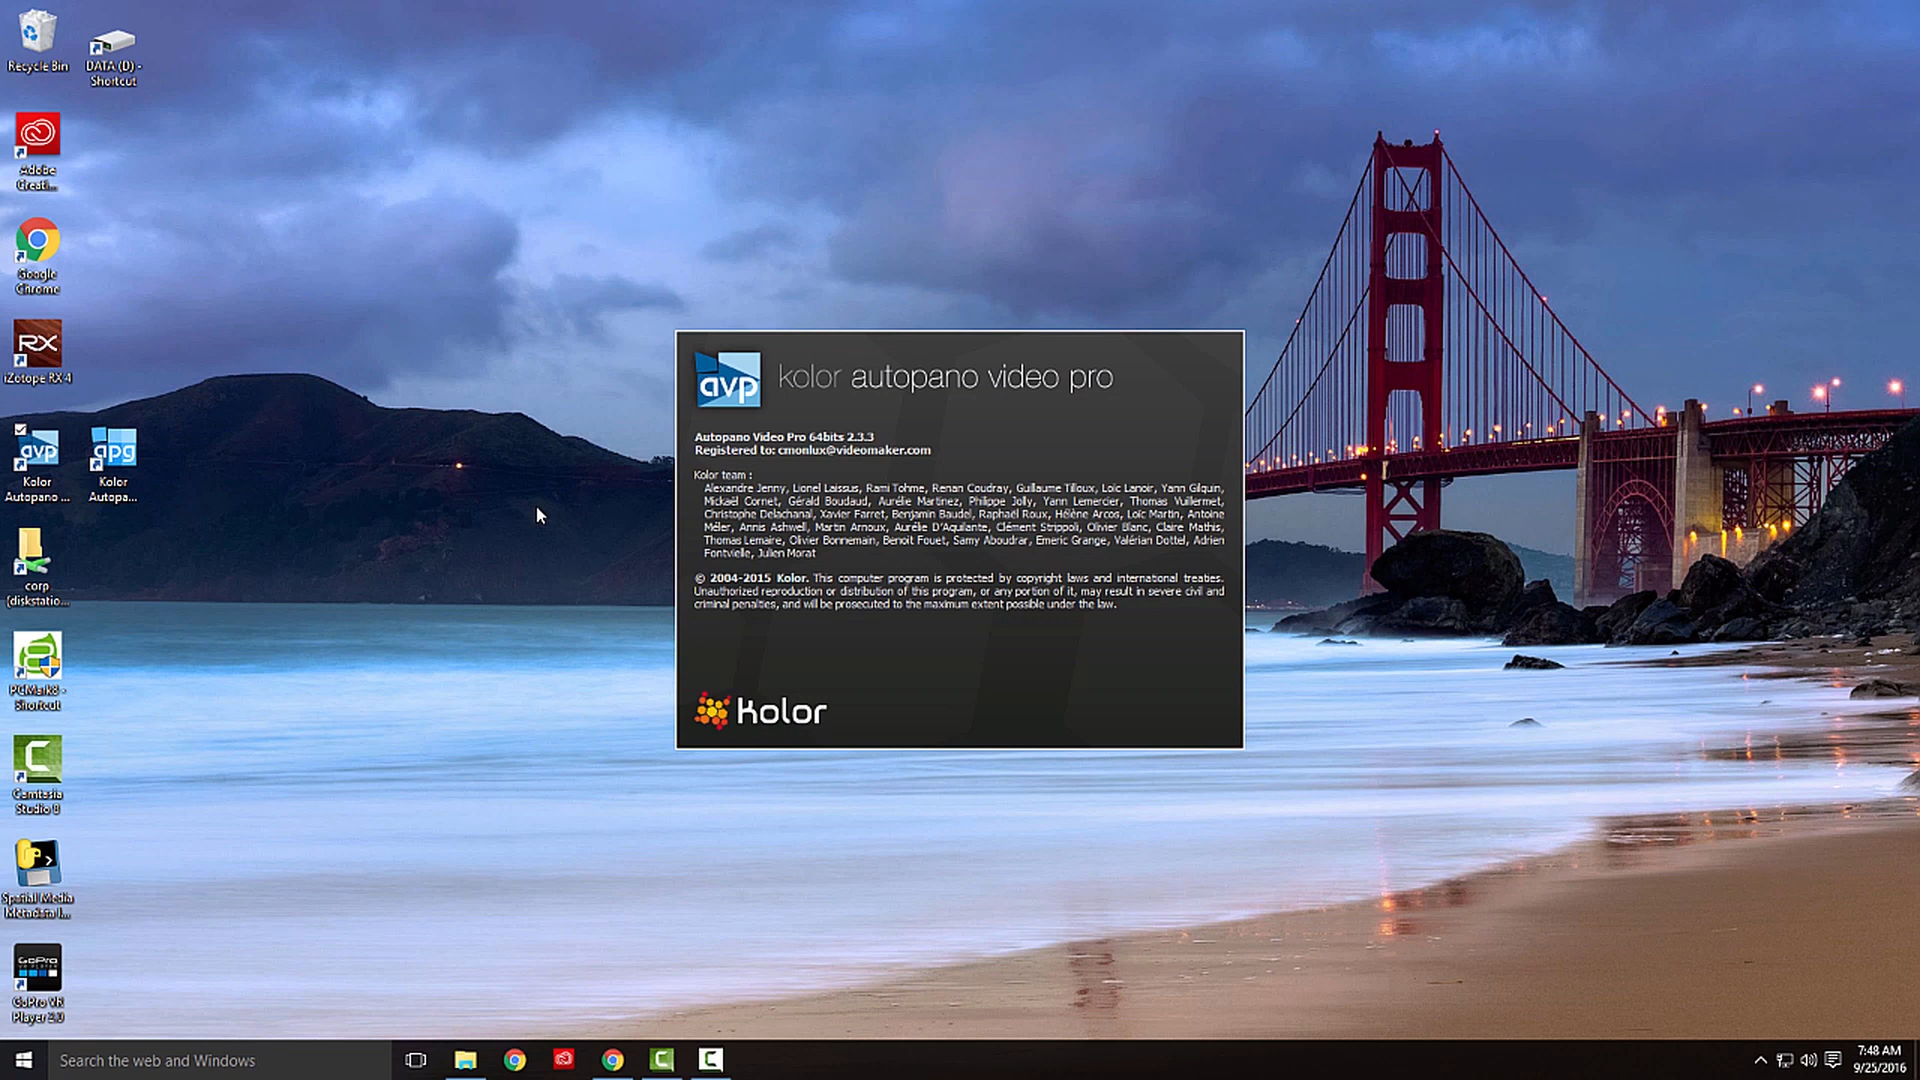 Recycle Bin
DATA (D) -
Shortcut
Adobe
Creati...
Google
Chrome
RX
iZotope RX 4
avp
Kolor
Autopano ...
apg
Kolor
Autopa...
corp
(diskstatio...
PCMark8 -
Shortcut
Camtasia
Studio 8
Spatial Media
Metadata I...
GoPro
GoPro VR
Player 2.0
avp
kolor autopano video pro
Autopano Video Pro 64bits 2.3.3
Registered to: cmonlux@videomaker.com
Kolor team :
Alexandre Jenny, Lionel Laissus, Rami Tohme, Renan Coudray, Guillaume Tilloux, Loïc Lanoir, Yann Gilquin,
Mickaël Cornet, Gérald Boudaud, Aurélie Martinez, Philippe Jolly, Yann Lemercier, Thomas Vuillermet,
Christophe Delachanal, Xavier Farret, Benjamin Baudel, Raphaël Roux, Hélène Arcos, Loïc Martin, Antoine
Méler, Annis Ashwell, Martin Arnoux, Aurélie D'Aquilante, Clément Strippoli, Olivier Blanc, Claire Mathis,
Thomas Lemaire, Olivier Bonnemain, Benoit Fouet, Samy Aboudrar, Emeric Grange, Valérian Dottel, Adrien
Fontvielle, Julien Morat
© 2004-2015 Kolor. This computer program is protected by copyright laws and international treaties.
Unauthorized reproduction or distribution of this program, or any portion of it, may result in severe civil and
criminal penalties, and will be prosecuted to the maximum extent possible under the law.
kolor
Search the web and Windows
7:48 AM
9/25/2016